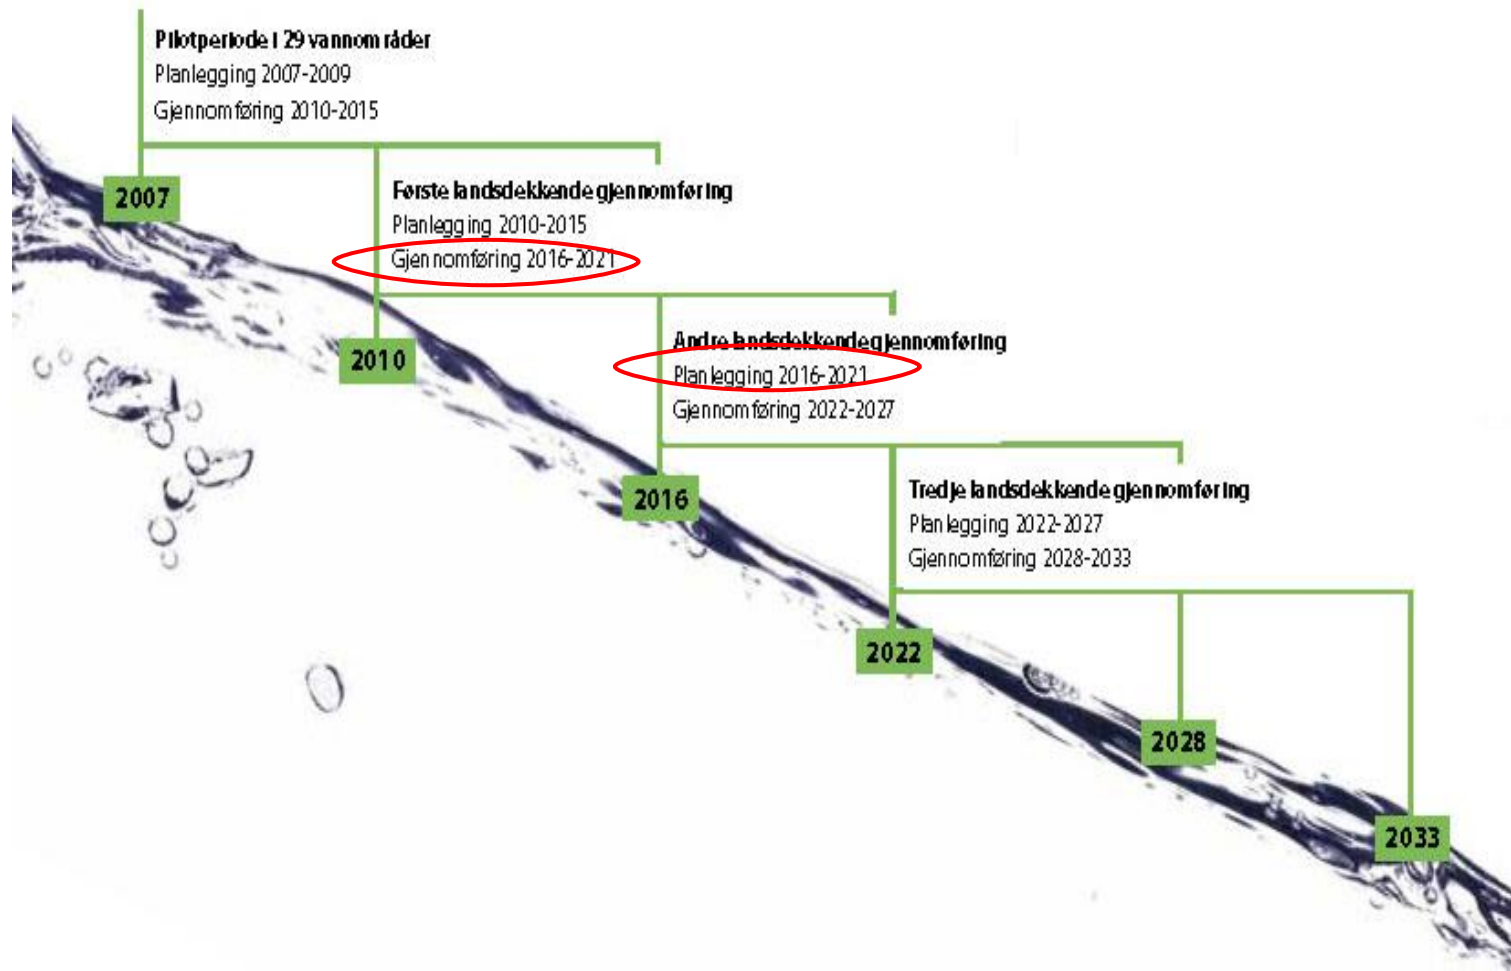 Pilotperiode i 29 vannområder
Planlegging 2007-2009
Gjennomføring 2010-2015
2007
Første landsdekkende gjennomføring
Planlegging 2010-2015
Gjennomføring 2016-2021
2010
Andre landsdekkende gjennomføring
Planlegging 2016-2021
Gjennomføring 2022-2027
2016
Tredje landsdekkende gjennomføring
Planlegging 2022-2027
Gjennomføring 2028-2033
2022
2028
2033